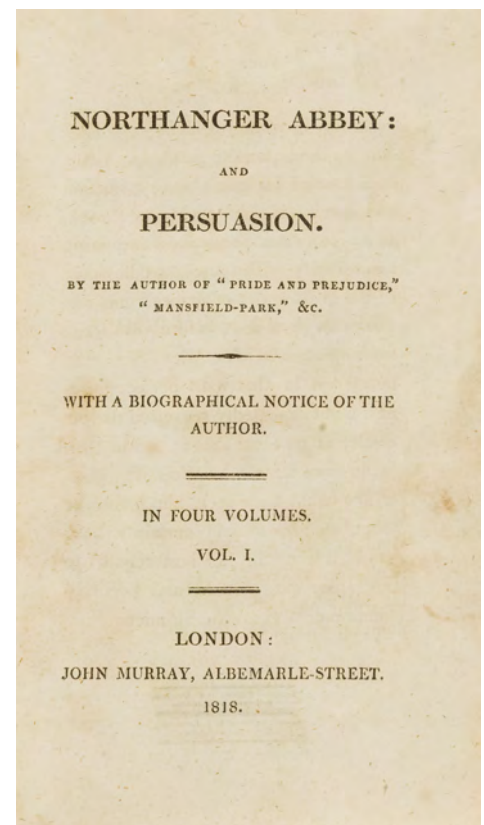 NORTHANGER ABBEY:
AND
PERSUASION.
BY THE AUTHOR OF “ PRIDE AND PREJUDICE,”
“ MANSFIELD-PARK,” &c.
WITH A BIOGRAPHICAL NOTICE OF THE
AUTHOR.
IN FOUR VOLUMES.
VOL. I.
LONDON:
JOHN MURRAY, ALBEMARLE-STREET.
1818.